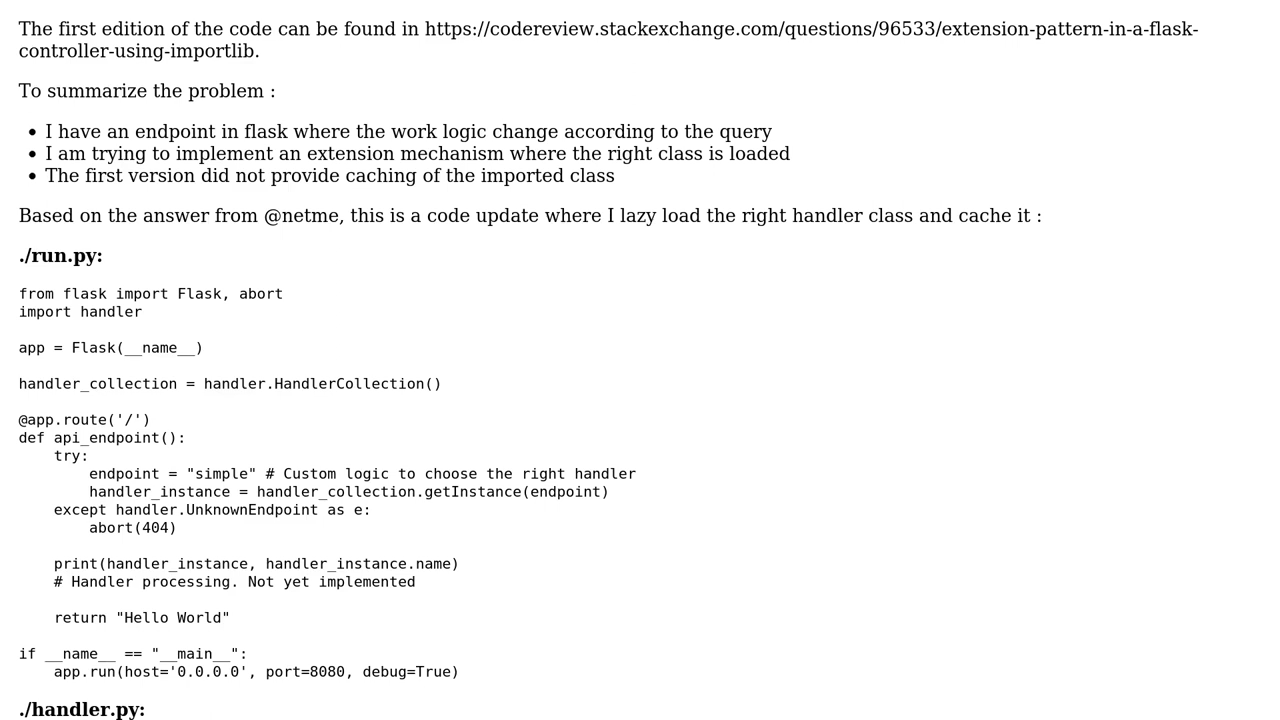 The first edition of the code can be found in https://codereview.stackexchange.com/questions/96533/extension-pattern-in-a-flask-
controller-using-importlib.
To summarize the problem :
• I have an endpoint in flask where the work logic change according to the query
• I am trying to implement an extension mechanism where the right class is loaded
• The first version did not provide caching of the imported class
Based on the answer from @netme, this is a code update where I lazy load the right handler class and cache it :
./run.py:
from flask import Flask, abort
import handler
app = Flask(__name__)
handler_collection = handler.HandlerCollection()
@app.route('/')
def api_endpoint():
    try:
        endpoint = "simple" # Custom logic to choose the right handler
        handler_instance = handler_collection.getInstance(endpoint)
    except handler.UnknownEndpoint as e:
        abort(404)
    print(handler_instance, handler_instance.name)
    # Handler processing. Not yet implemented
    return "Hello World"
if __name__ == "__main__":
    app.run(host='0.0.0.0', port=8080, debug=True)
./handler.py: